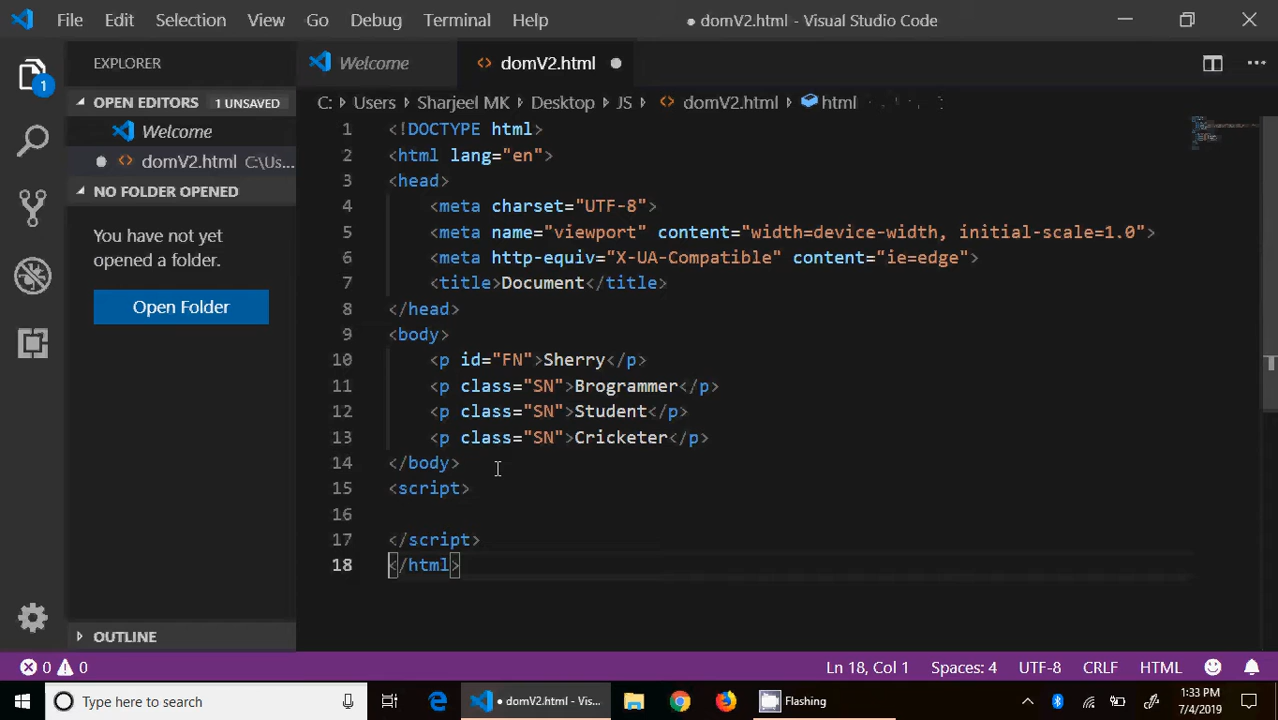 File Edit Selection View Go Debug Terminal Help ● domV2.html - Visual Studio Code
EXPLORER
OPEN EDITORS 1 UNSAVED
Welcome
domV2.html C:\Us...
NO FOLDER OPENED
You have not yet
opened a folder.
Open Folder
OUTLINE
1
Welcome domV2.html
C: Users Sharjeel MK Desktop JS domV2.html html
1 <!DOCTYPE html>
2 <html lang="en">
3 <head>
4 <meta charset="UTF-8">
5 <meta name="viewport" content="width=device-width, initial-scale=1.0">
6 <meta http-equiv="X-UA-Compatible" content="ie=edge">
7 <title>Document</title>
8 </head>
9 <body>
10 <p id="FN">Sherry</p>
11 <p class="SN">Brogrammer</p>
12 <p class="SN">Student</p>
13 <p class="SN">Cricketer</p>
14 </body>
15 <script>
16
17 </script>
18 </html>
0 0 Ln 18, Col 1 Spaces: 4 UTF-8 CRLF HTML
Type here to search ● domV2.html - Vis... Flashing 1:33 PM
7/4/2019